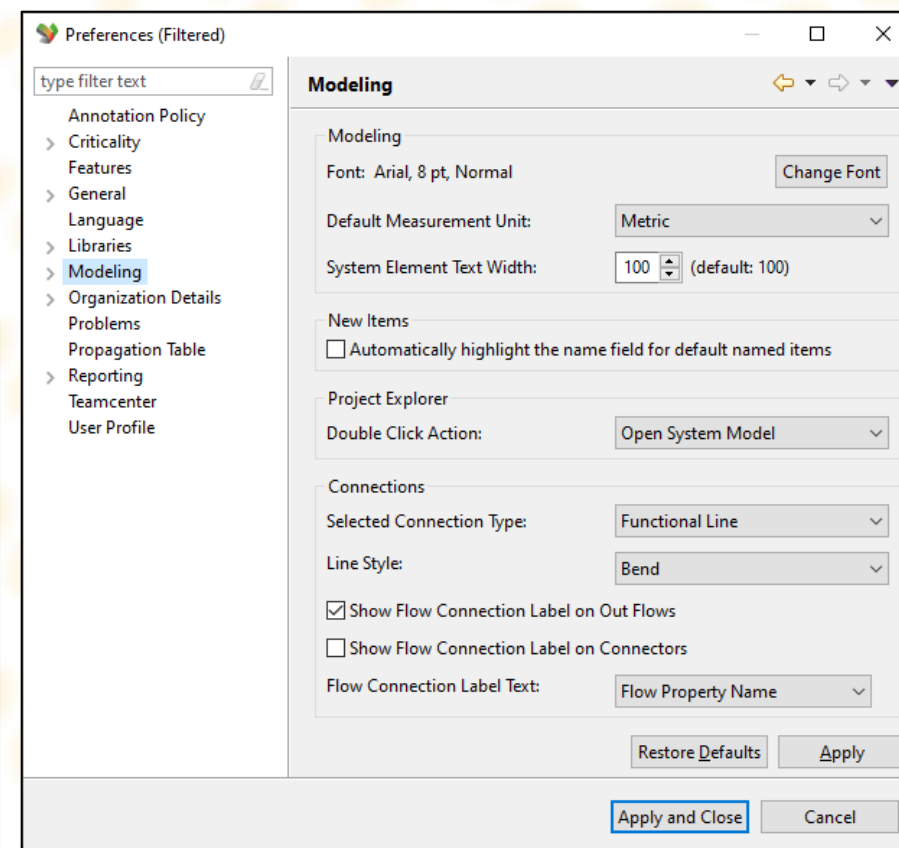 Preferences (Filtered)
type filter text
Annotation Policy
Criticality
Features
General
Language
Libraries
Modeling
Organization Details
Problems
Propagation Table
Reporting
Teamcenter
User Profile
Modeling
Modeling
Font: Arial, 8 pt, Normal
Change Font
Default Measurement Unit:
Metric
System Element Text Width:
100
(default: 100)
New Items
Automatically highlight the name field for default named items
Project Explorer
Double Click Action:
Open System Model
Connections
Selected Connection Type:
Functional Line
Line Style:
Bend
Show Flow Connection Label on Out Flows
Show Flow Connection Label on Connectors
Flow Connection Label Text:
Flow Property Name
Restore Defaults
Apply
Apply and Close
Cancel